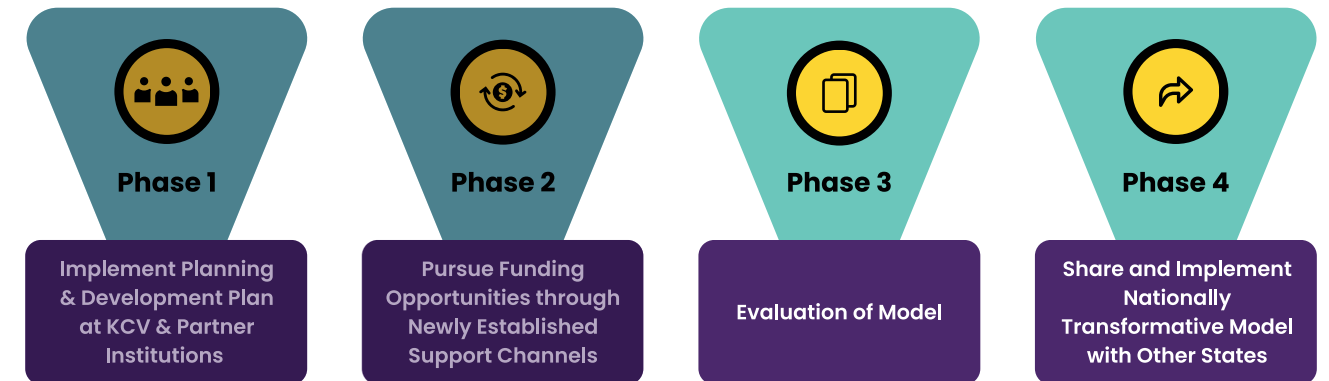 Phase 1
Implement Planning
& Development Plan
at KCV & Partner
Institutions
Phase 2
Pursue Funding
Opportunities through
Newly Established
Support Channels
Phase 3
Evaluation of Model
Phase 4
Share and Implement
Nationally
Transformative Model
with Other States